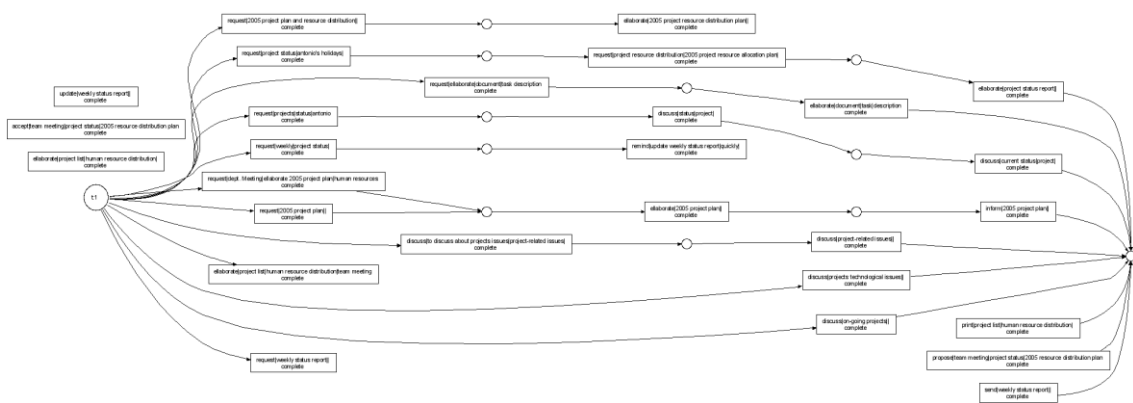 request|2005 project plan and resource distribution||
complete
ellaborate|2005 project resource distribution plan||
complete
request|project status|antonio's holidays|
complete
request|project resource distribution|2005 project resource allocation plan|
complete
request|ellaborate|document|task description
complete
ellaborate|project status report||
complete
update|weekly status report||
complete
ellaborate|document|task|description
complete
request|projects|status|antonio
complete
discuss|status|project|
complete
accept|team meeting|project status|2005 resource distribution plan
complete
request|weekly|project status|
complete
remind|update weekly status report|quickly|
complete
ellaborate|project list|human resource distribution|
complete
discuss|current status|project|
complete
request|dept. Meeting|ellaborate 2005 project plan|human resources
complete
t1
request|2005 project plan||
complete
ellaborate|2005 project plan||
complete
inform|2005 project plan||
complete
discuss|to discuss about projects issues|project-related issues|
complete
discuss|project-related issues||
complete
ellaborate|project list|human resource distribution|team meeting
complete
discuss|projects technological issues||
complete
discuss|on-going projects||
complete
print|project list|human resource distribution|
complete
request|weekly status report||
complete
propose|team meeting|project status|2005 resource distribution plan
complete
send|weekly status report||
complete